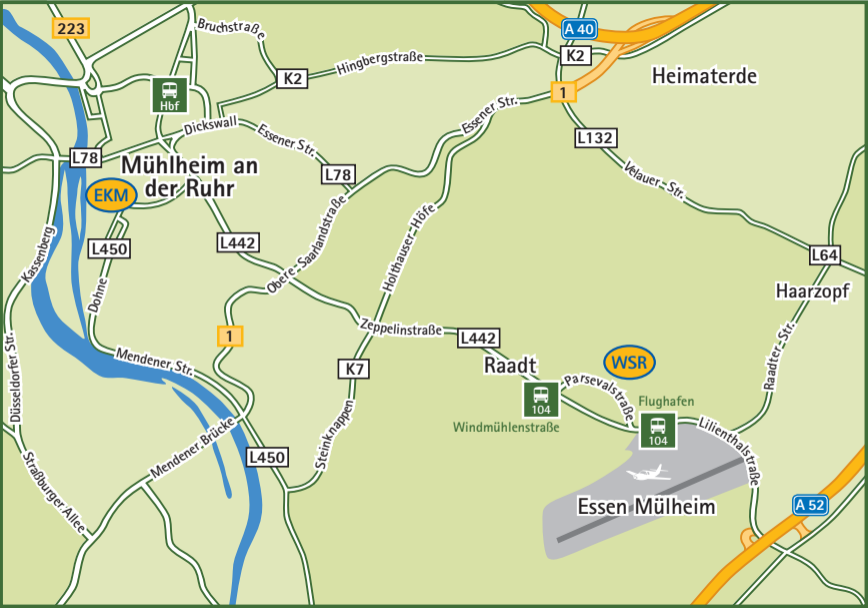 223
Bruchstraße
A 40
K2
Hingbergstraße
K2
Heimaterde
Hbf
1
Essener Str.
Dickswall
Essener Str.
L132
L78
Mühlheim an
der Ruhr
L78
Velauer Str.
EKM
Kassenberg
L450
L442
Obere-Saarlandstraße
Holthauser-Höfe
L64
Haarzopf
Dohne
Zeppelinstraße
1
L442
Raadter-Str.
Düsseldorfer Str.
Mendener Str.
K7
Raadt
WSR
Parsevalstraße
104
Windmühlenstraße
Flughafen
104
Lilienthalstraße
Steinknappen
Mendener Brücke
L450
Straßburger Allee
Essen Mülheim
A 52